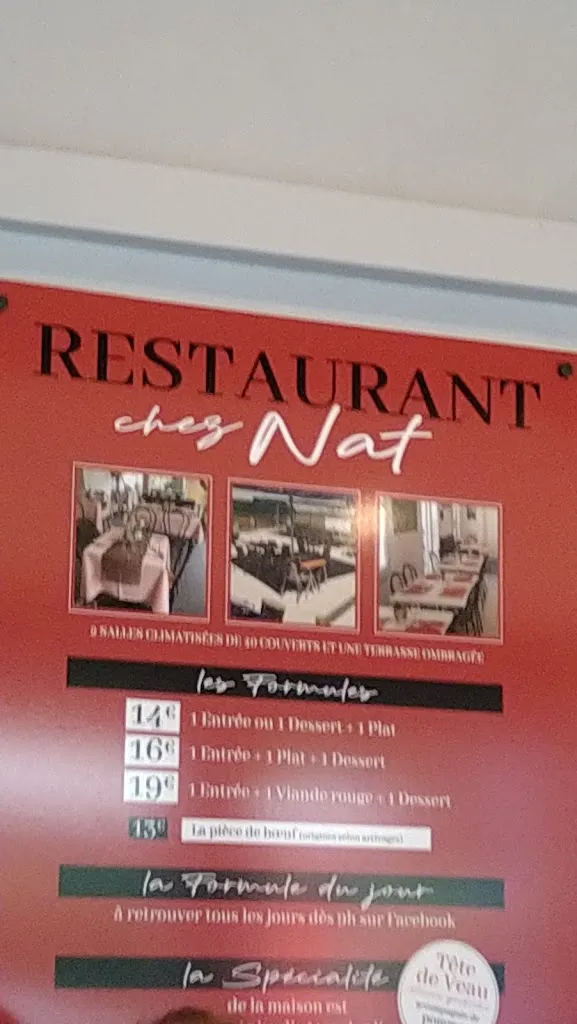 RESTAURANT
chez Nat
2 SALLES CLIMATISÉES DE 40 COUVERTS ET UNE TERRASSE OMBRAGÉE
les Formules
14€ 1 Entrée ou 1 Dessert + 1 Plat
16€ 1 Entrée + 1 Plat + 1 Dessert
19€ 1 Entrée + 1 Viande rouge + 1 Dessert
La pièce de bœuf (origines selon arrivages)
la Formule du jour
à retrouver tous les jours dès 9h sur Facebook
la Spécialité
de la maison est
Tête
de Veau